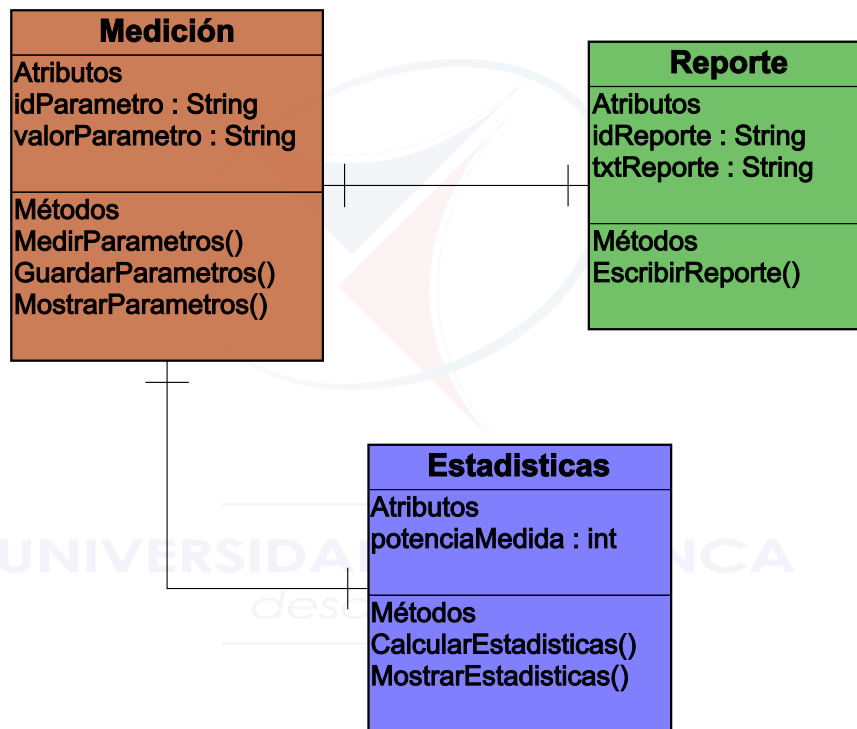 Medición
Atributos
idParametro : String
valorParametro : String
Métodos
MedirParametros()
GuardarParametros()
MostrarParametros()
Reporte
Atributos
idReporte : String
txtReporte : String
Métodos
EscribirReporte()
Estadisticas
Atributos
potenciaMedida : int
Métodos
CalcularEstadisticas()
MostrarEstadisticas()